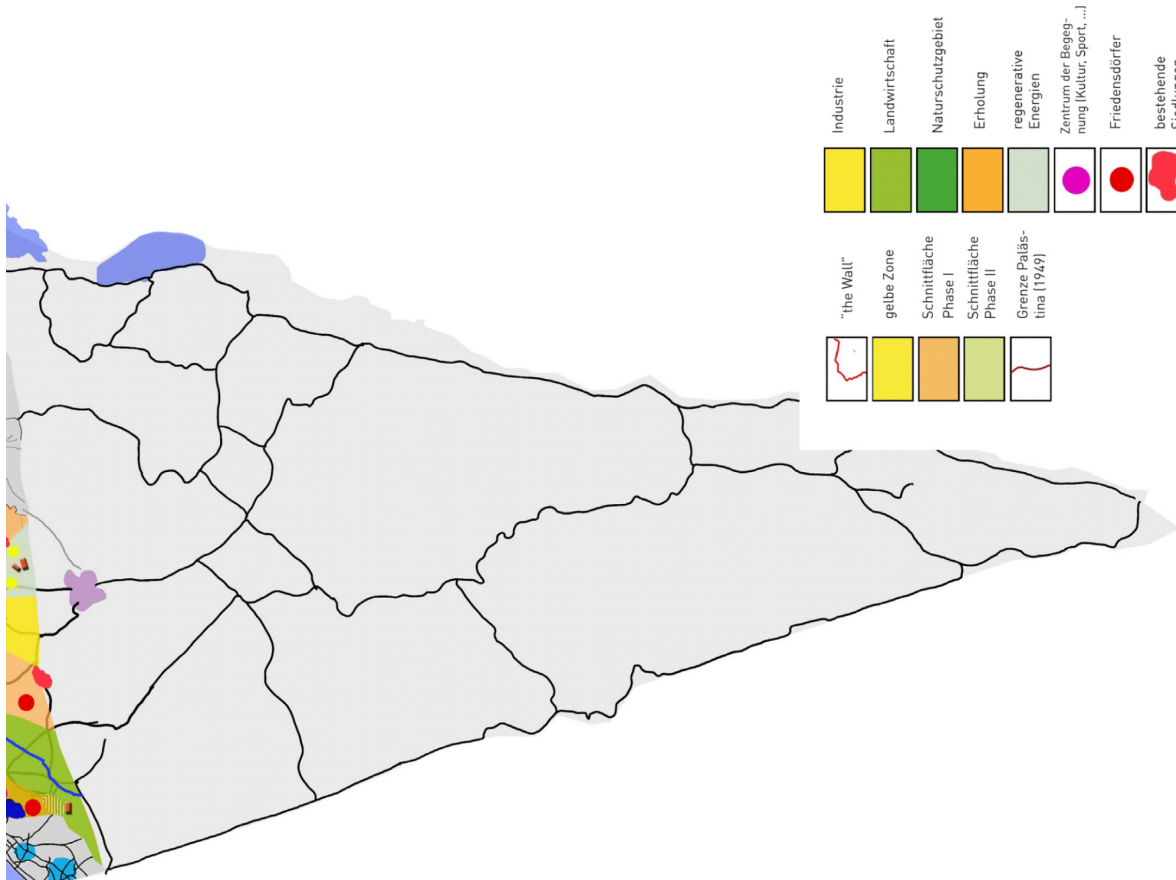 Industrie
Landwirtschaft
Naturschutzgebiet
Erholung
regenerative
Energien
Zentrum der Begeg-
nung (Kultur, Sport, ...)
Friedensdörfer
bestehende
"the Wall"
gelbe Zone
Schnittfläche
Phase I
Schnittfläche
Phase II
Grenze Paläs-
tina (1949)